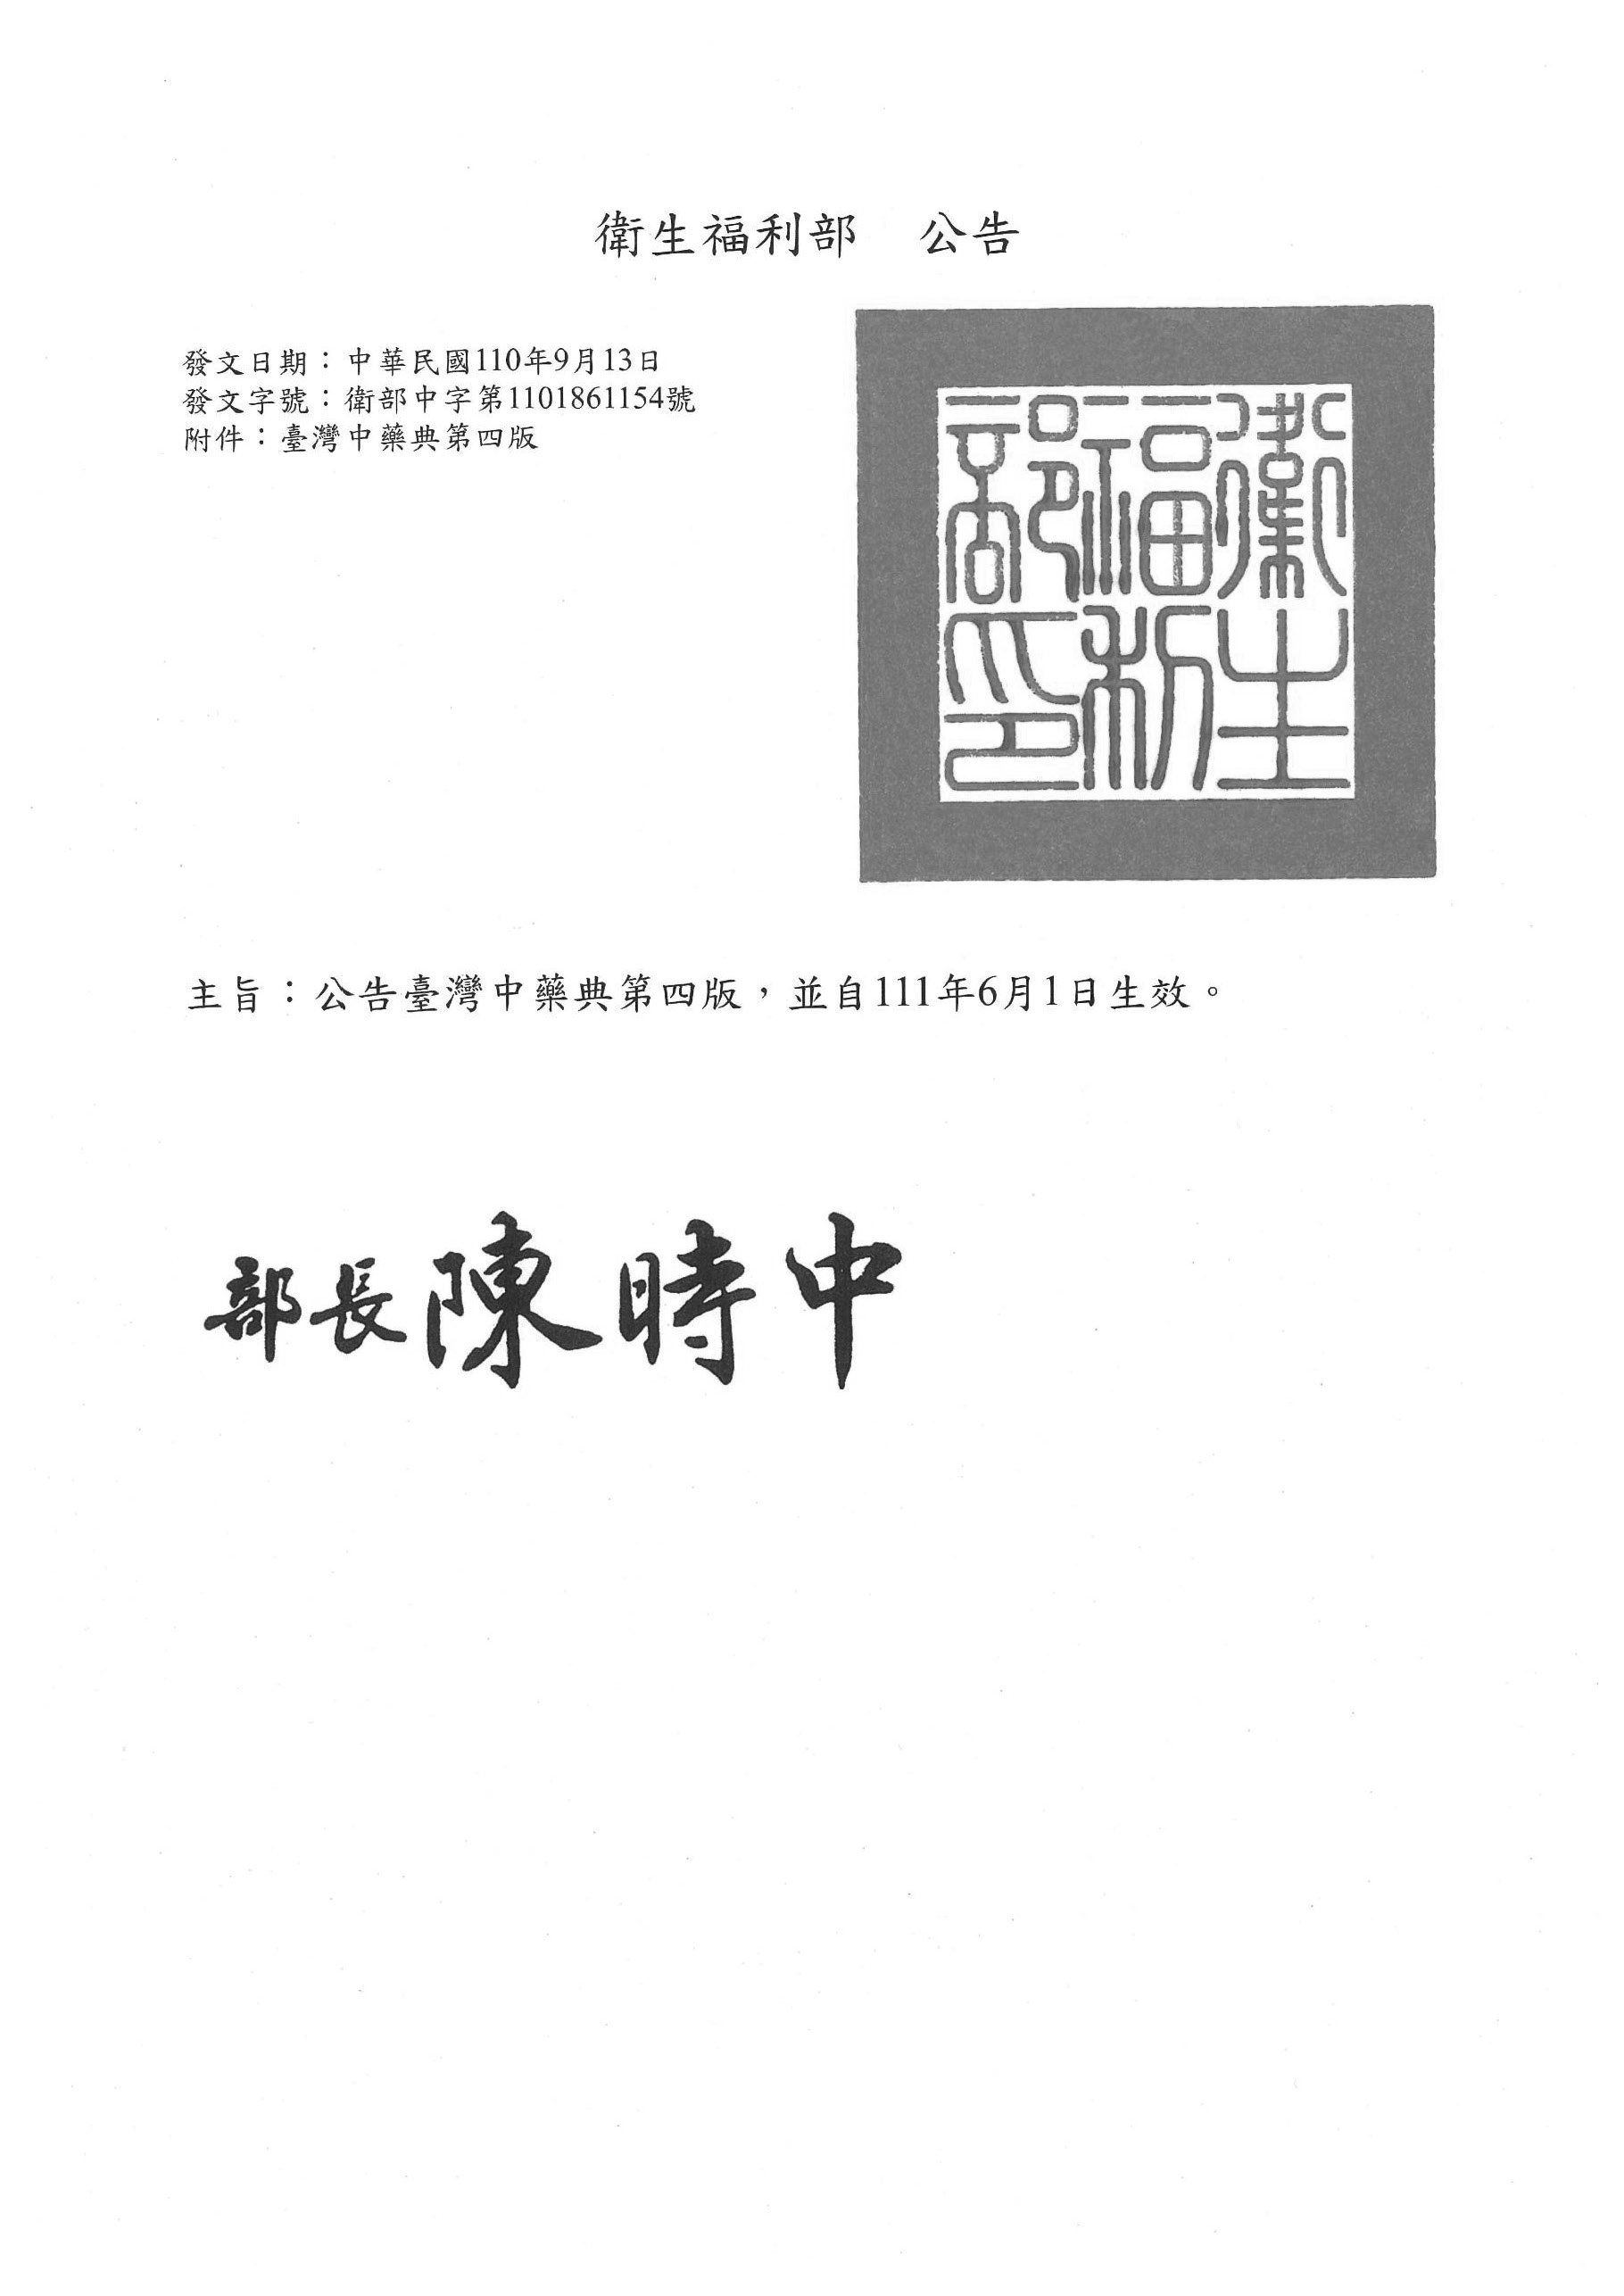 衛生福利部　公告
發文日期：中華民國110年9月13日
發文字號：衛部中字第1101861154號
附件：臺灣中藥典第四版
衛生福利部印
主旨：公告臺灣中藥典第四版，並自111年6月1日生效。
部長陳時中